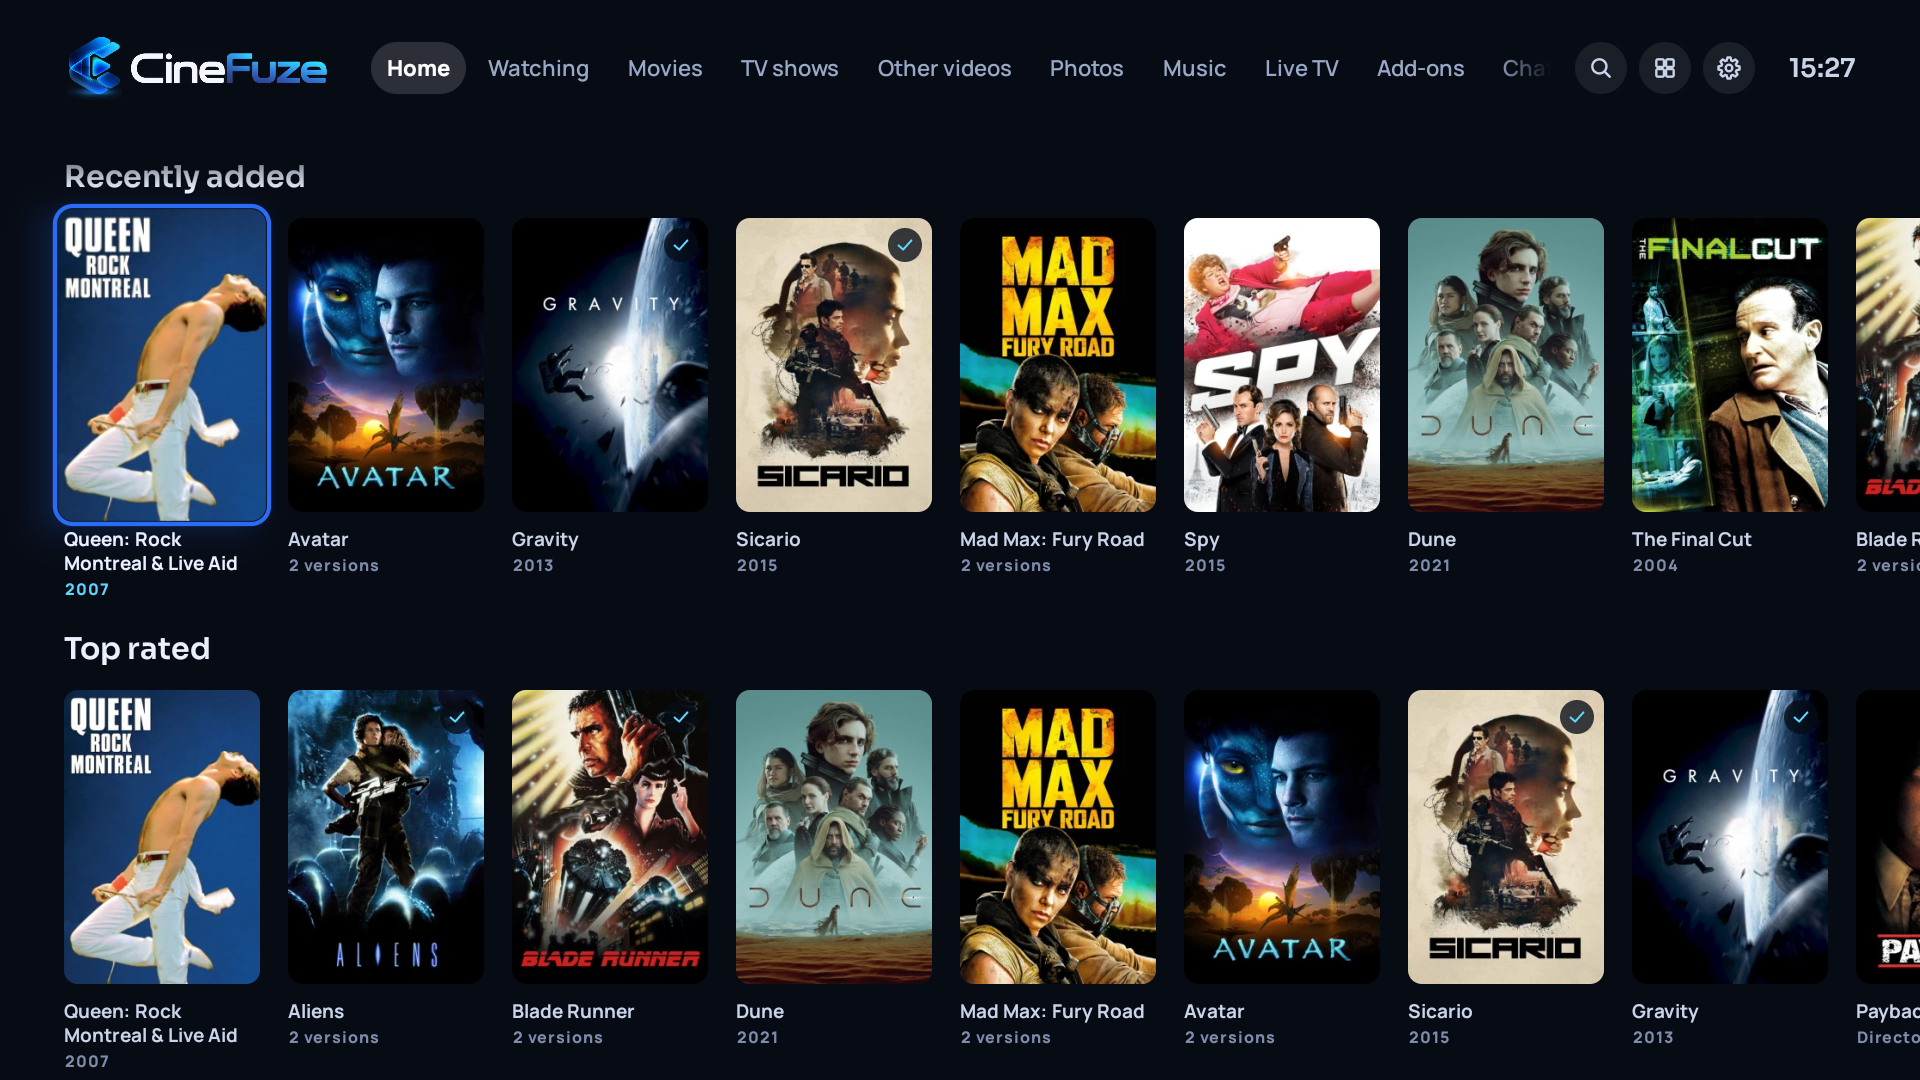 CineFuze
Home
Watching
Movies
TV shows
Other videos
Photos
Music
Live TV
Add-ons
15:27
Recently added
QUEEN
ROCK
MONTREAL
AVATAR
GRAVITY
SICARIO
MAD
MAX
FURY ROAD
SPY
DUNE
THE FINAL CUT
Queen: Rock
Montreal & Live Aid
2007
Avatar
2 versions
Gravity
2013
Sicario
2015
Mad Max: Fury Road
2 versions
Spy
2015
Dune
2021
The Final Cut
2004
Top rated
QUEEN
ROCK
MONTREAL
ALIENS
BLADE RUNNER
DUNE
MAD
MAX
FURY ROAD
AVATAR
SICARIO
GRAVITY
Queen: Rock
Montreal & Live Aid
2007
Aliens
2 versions
Blade Runner
2 versions
Dune
2021
Mad Max: Fury Road
2 versions
Avatar
2 versions
Sicario
2015
Gravity
2013